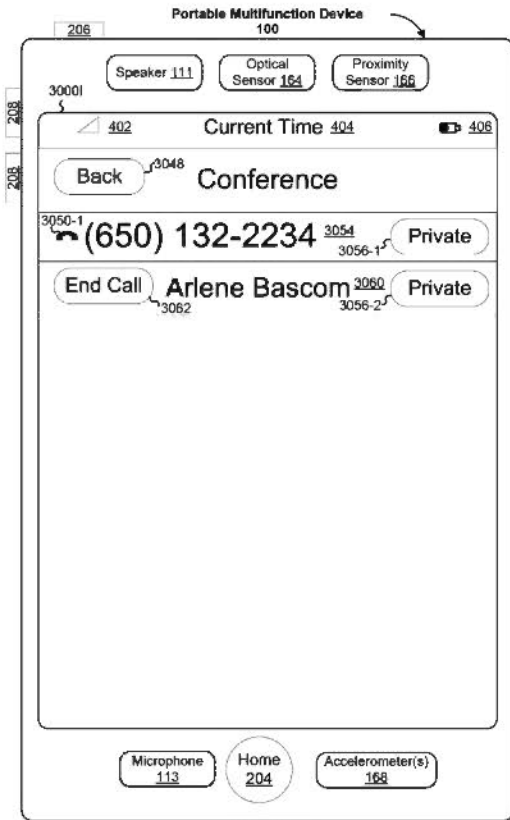 Portable Multifunction Device
100
206
Speaker 111
Optical
Sensor 164
Proximity
Sensor 166
3000I
208
402
Current Time 404
406
208
Back
3048
Conference
3050-1
(650) 132-2234
3054
3056-1
Private
End Call
3062
Arlene Bascom
3060
3056-2
Private
Microphone
113
Home
204
Accelerometer(s)
168